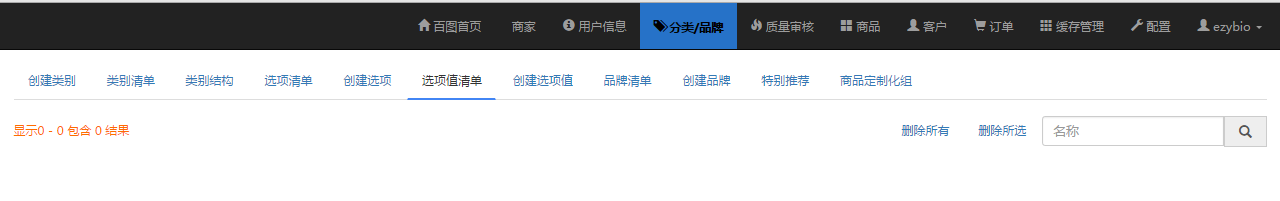 百图首页 商家 用户信息 分类/品牌 质量审核 商品 客户 订单 缓存管理 配置 ezybio
创建类别 类别清单 类别结构 选项清单 创建选项 选项值清单 创建选项值 品牌清单 创建品牌 特别推荐 商品定制化组
显示0 - 0 包含 0 结果 删除所有 删除所选 名称